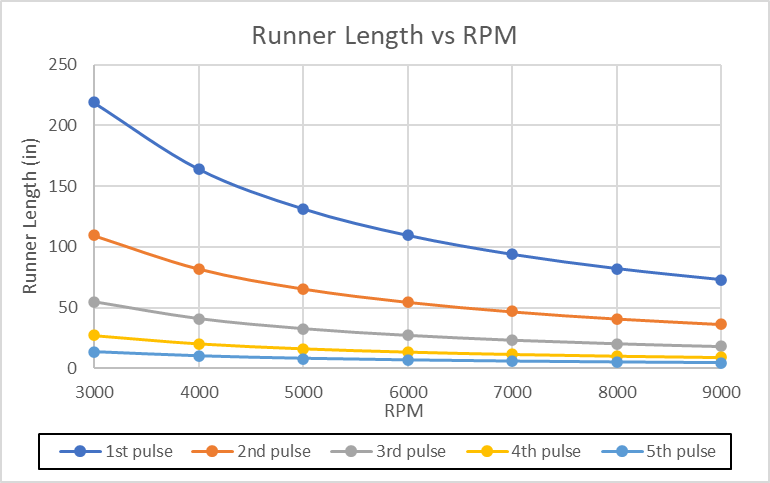 Runner Length vs RPM
250
200
150
100
50
0
Runner Length (in)
3000 4000 5000 6000 7000 8000 9000
RPM
1st pulse 2nd pulse 3rd pulse 4th pulse 5th pulse